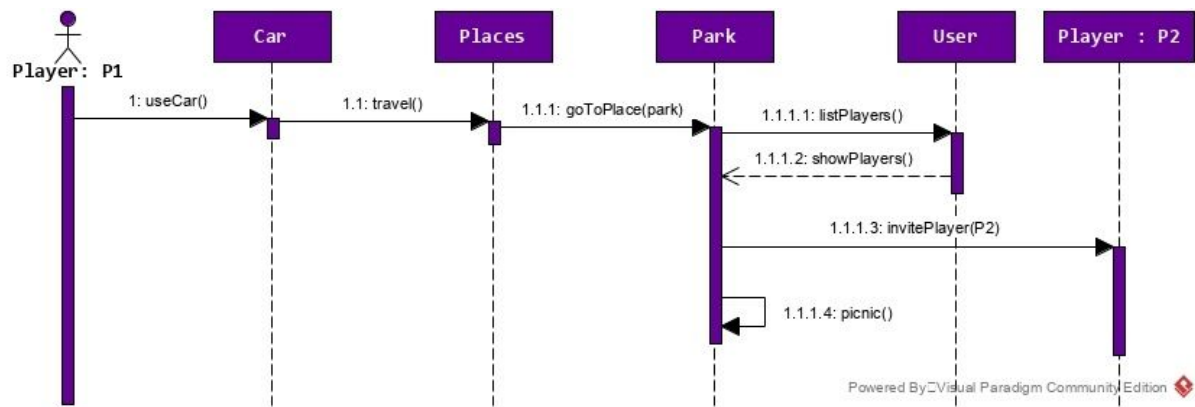 Car
Places
Park
User
Player : P2
Player: P1
1: useCar()
1.1: travel()
1.1.1: goToPlace(park)
1.1.1.1: listPlayers()
1.1.1.2: showPlayers()
1.1.1.3: invitePlayer(P2)
1.1.1.4: picnic()
Powered By□Visual Paradigm Community Edition